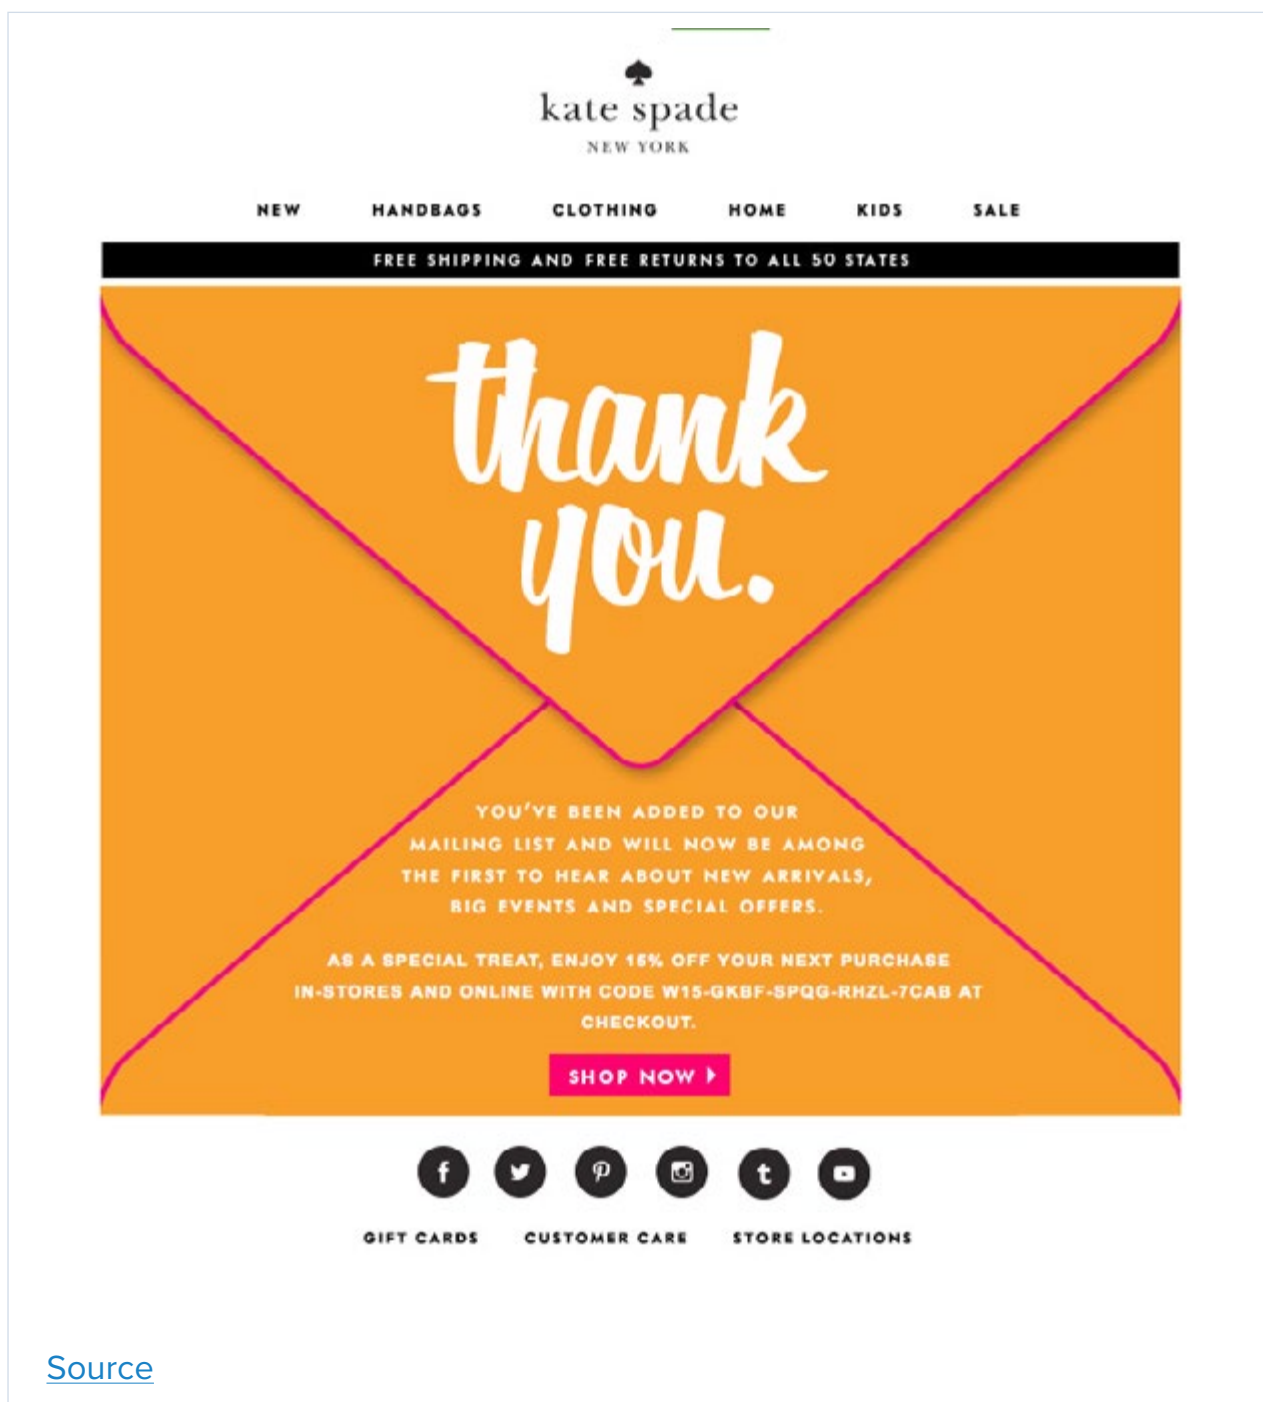 kate spade
NEW YORK
NEW HANDBAGS CLOTHING HOME KIDS SALE
FREE SHIPPING AND FREE RETURNS TO ALL 50 STATES
thank
you.
YOU'VE BEEN ADDED TO OUR
MAILING LIST AND WILL NOW BE AMONG
THE FIRST TO HEAR ABOUT NEW ARRIVALS,
BIG EVENTS AND SPECIAL OFFERS.
AS A SPECIAL TREAT, ENJOY 15% OFF YOUR NEXT PURCHASE
IN-STORES AND ONLINE WITH CODE W15-GKBF-SPQG-RHZL-7CAB AT
CHECKOUT.
SHOP NOW
GIFT CARDS CUSTOMER CARE STORE LOCATIONS
Source